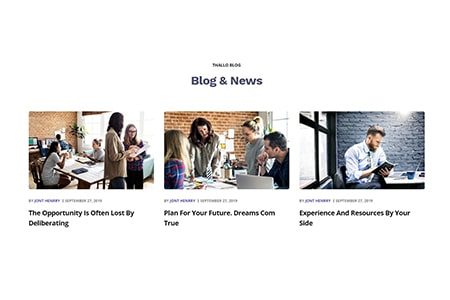 THALLO BLOG
Blog & News
BY JONT HENRRY | SEPTEMBER 27, 2019
The Opportunity Is Often Lost By
Deliberating
BY JONT HENRRY | SEPTEMBER 27, 2019
Plan For Your Future. Dreams Com
True
BY JONT HENRRY | SEPTEMBER 27, 2019
Experience And Resources By Your
Side